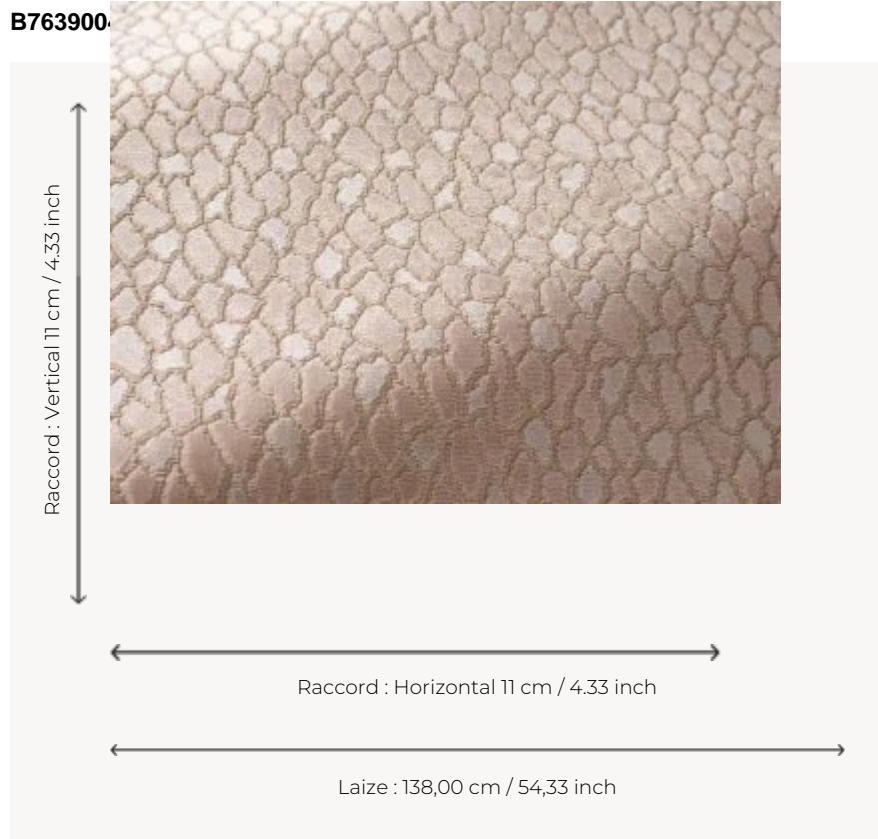 B7639004
Raccord : Vertical 11 cm / 4.33 inch
Raccord : Horizontal 11 cm / 4.33 inch
Laize : 138,00 cm / 54,33 inch